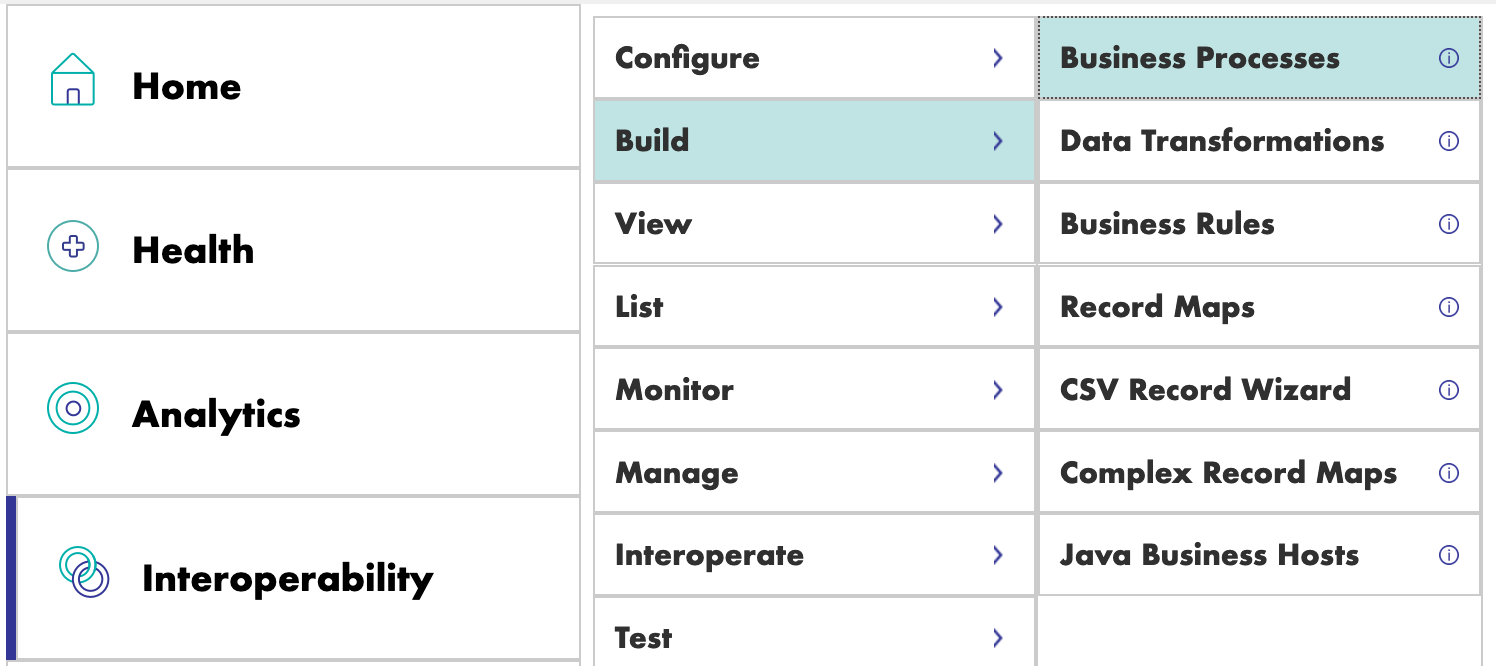 Home
Health
Analytics
Interoperability
Configure
Build
View
List
Monitor
Manage
Interoperate
Test
Business Processes
Data Transformations
Business Rules
Record Maps
CSV Record Wizard
Complex Record Maps
Java Business Hosts